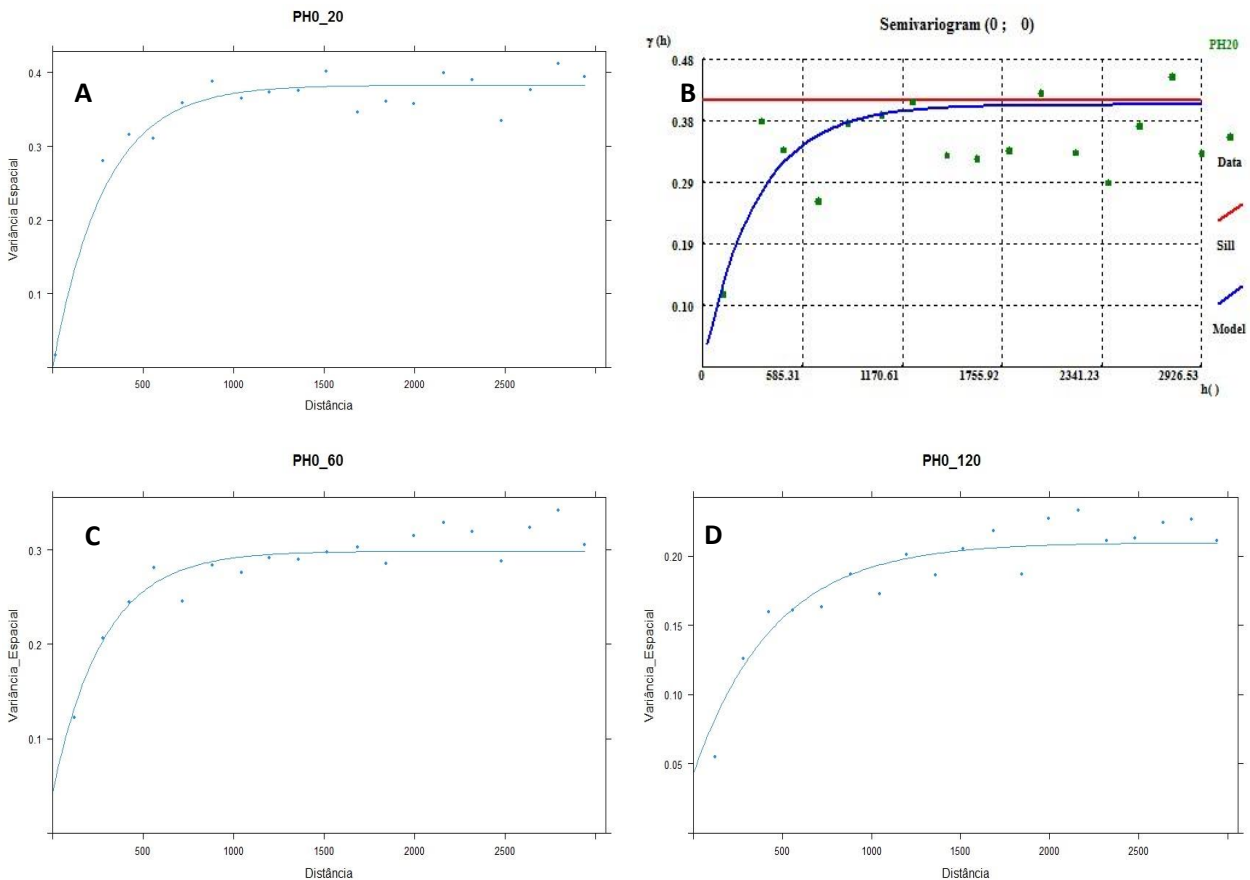 PH0_20
A
Variância Espacial
0.4
0.3
0.2
0.1
500
1000
1500
2000
2500
Distância
Semivariogram (0 ; 0)
γ (h)
PH20
B
0.48
0.38
0.29
0.19
0.10
0
585.31
1170.61
1755.92
2341.23
2926.53
h( )
Data
Sill
Model
PH0_60
C
Variância_Espacial
0.3
0.2
0.1
500
1000
1500
2000
2500
Distância
PH0_120
D
Variância_Espacial
0.20
0.15
0.10
0.05
500
1000
1500
2000
2500
Distância